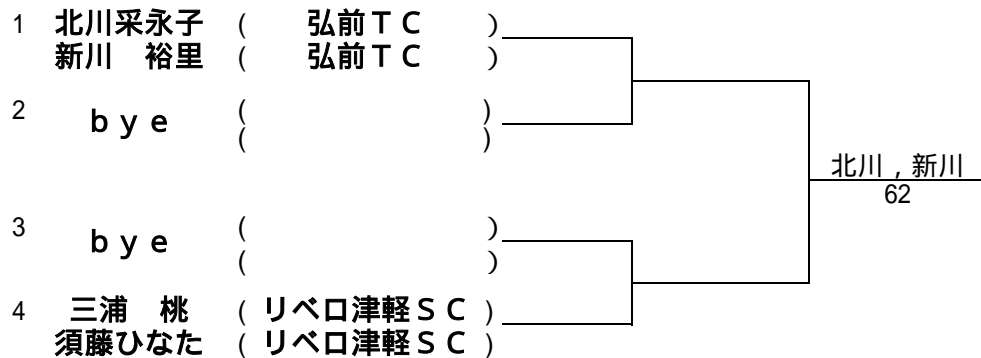 1 北川采永子 ( 弘前ＴＣ )
新川 裕里 ( 弘前ＴＣ )
2 ｂｙｅ ( )
( )
北川，新川
62
3 ｂｙｅ ( )
( )
4 三浦 桃 ( リベロ津軽ＳＣ )
須藤ひなた ( リベロ津軽ＳＣ )